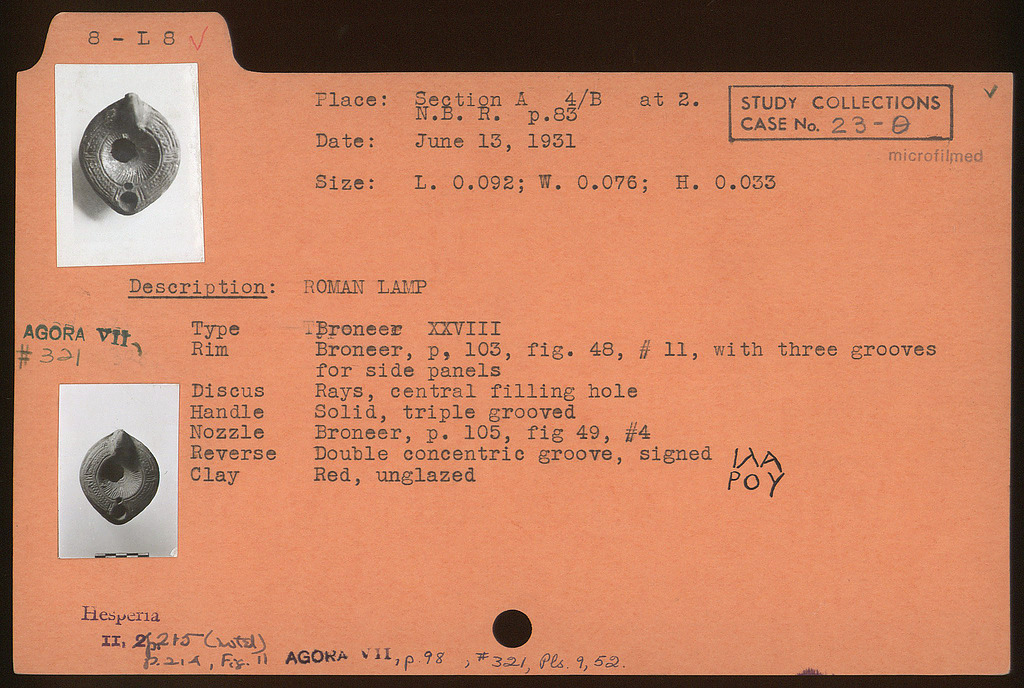 8 - L 8 ✓
Place: Section A 4/B at 2.
N.B. R. p.83
Date: June 13, 1931
Size: L. 0.092; W. 0.076; H. 0.033
STUDY COLLECTIONS
CASE No. 23-θ
✓
microfilmed
Description: ROMAN LAMP
AGORA VII,
# 321
Type Broneer XXVIII
Rim Broneer, p, 103, fig. 48, # 11, with three grooves
for side panels
Discus Rays, central filling hole
Handle Solid, triple grooved
Nozzle Broneer, p. 105, fig 49, #4
Reverse Double concentric groove, signed ΙΛΑ
ΡΟΥ
Clay Red, unglazed
Hesperia
II, 2, p.215 (noted)
p.214, Fig. 11 AGORA VII, p.98, #321, Pls. 9, 52.